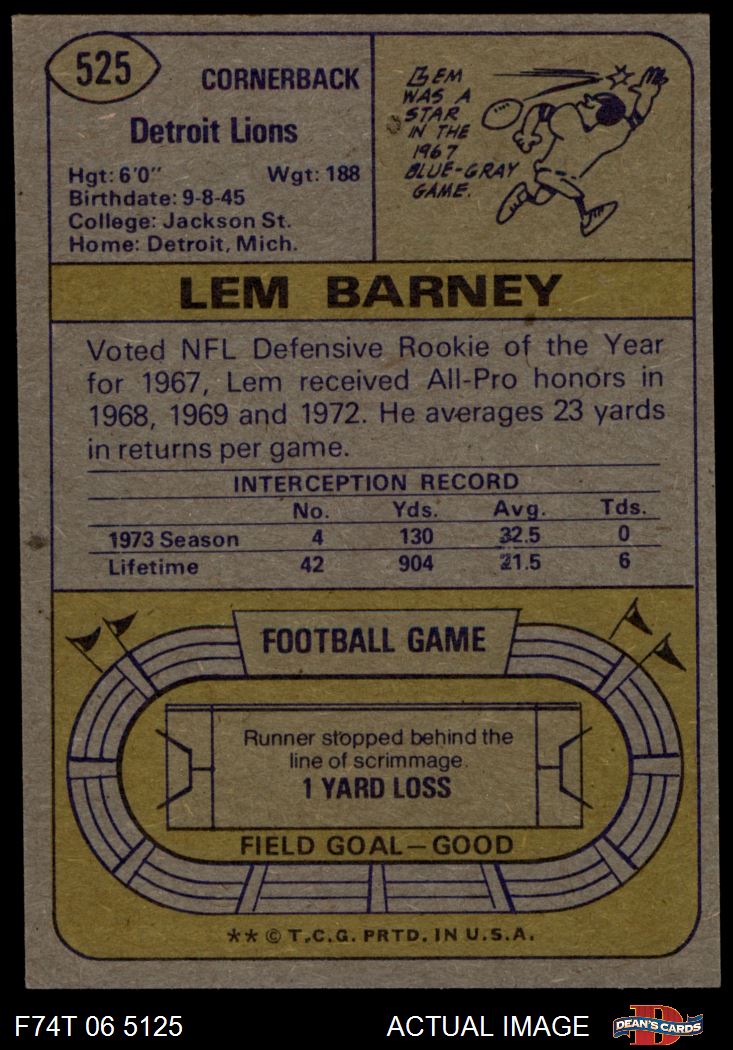 525
CORNERBACK
Detroit Lions
Hgt: 6'0" Wgt: 188
Birthdate: 9-8-45
College: Jackson St.
Home: Detroit, Mich.
LEM
WAS A
STAR
IN THE
1967
BLUE-GRAY
GAME.
LEM BARNEY
Voted NFL Defensive Rookie of the Year
for 1967, Lem received All-Pro honors in
1968, 1969 and 1972. He averages 23 yards
in returns per game.
INTERCEPTION RECORD
No. Yds. Avg. Tds.
1973 Season 4 130 32.5 0
Lifetime 42 904 21.5 6
FOOTBALL GAME
Runner stopped behind the
line of scrimmage.
1 YARD LOSS
FIELD GOAL—GOOD
** © T.C.G. PRTD. IN U.S.A.
F74T 06 5125 ACTUAL IMAGE
D
DEAN'S CARDS